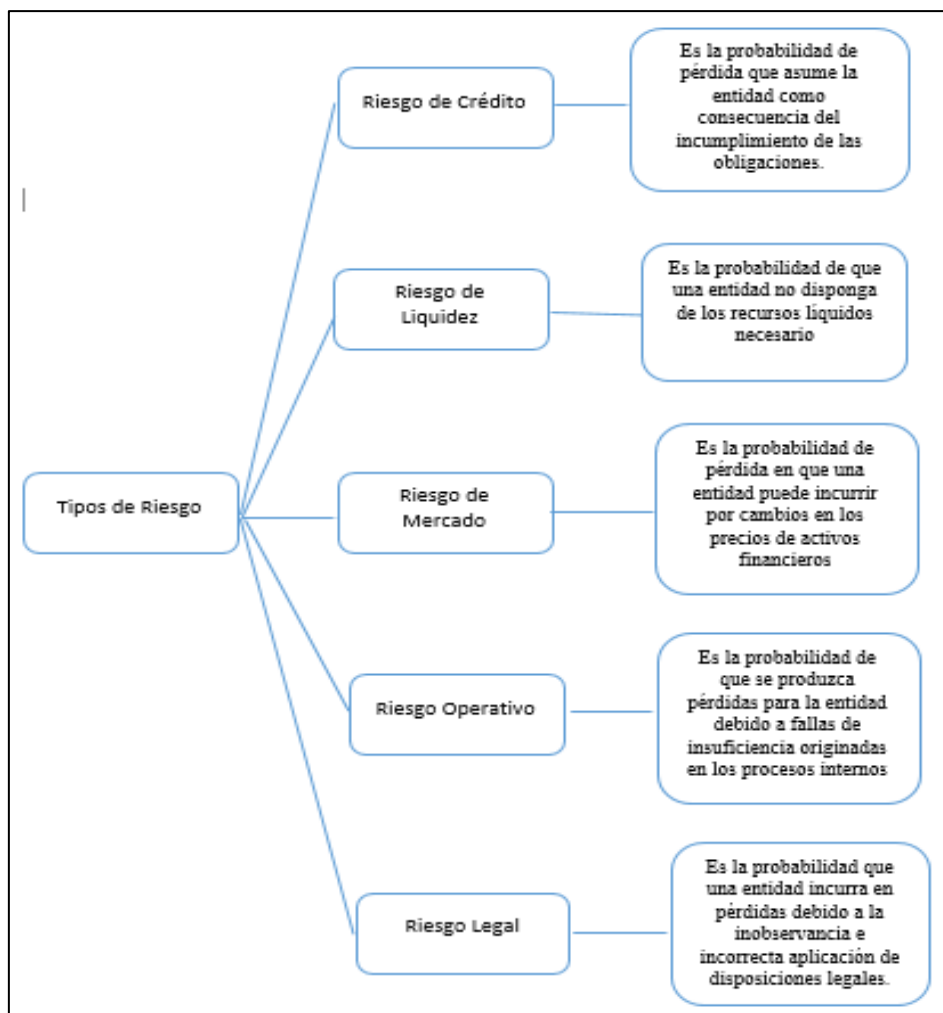 Tipos de Riesgo
Riesgo de Crédito
Es la probabilidad de
pérdida que asume la
entidad como
consecuencia del
incumplimiento de las
obligaciones.
Riesgo de
Liquidez
Es la probabilidad de que
una entidad no disponga
de los recursos líquidos
necesario
Riesgo de
Mercado
Es la probabilidad de
pérdida en que una
entidad puede incurrir
por cambios en los
precios de activos
financieros
Riesgo Operativo
Es la probabilidad de
que se produzca
pérdidas para la entidad
debido a fallas de
insuficiencia originadas
en los procesos internos
Riesgo Legal
Es la probabilidad que
una entidad incurra en
pérdidas debido a la
inobservancia e
incorrecta aplicación de
disposiciones legales.